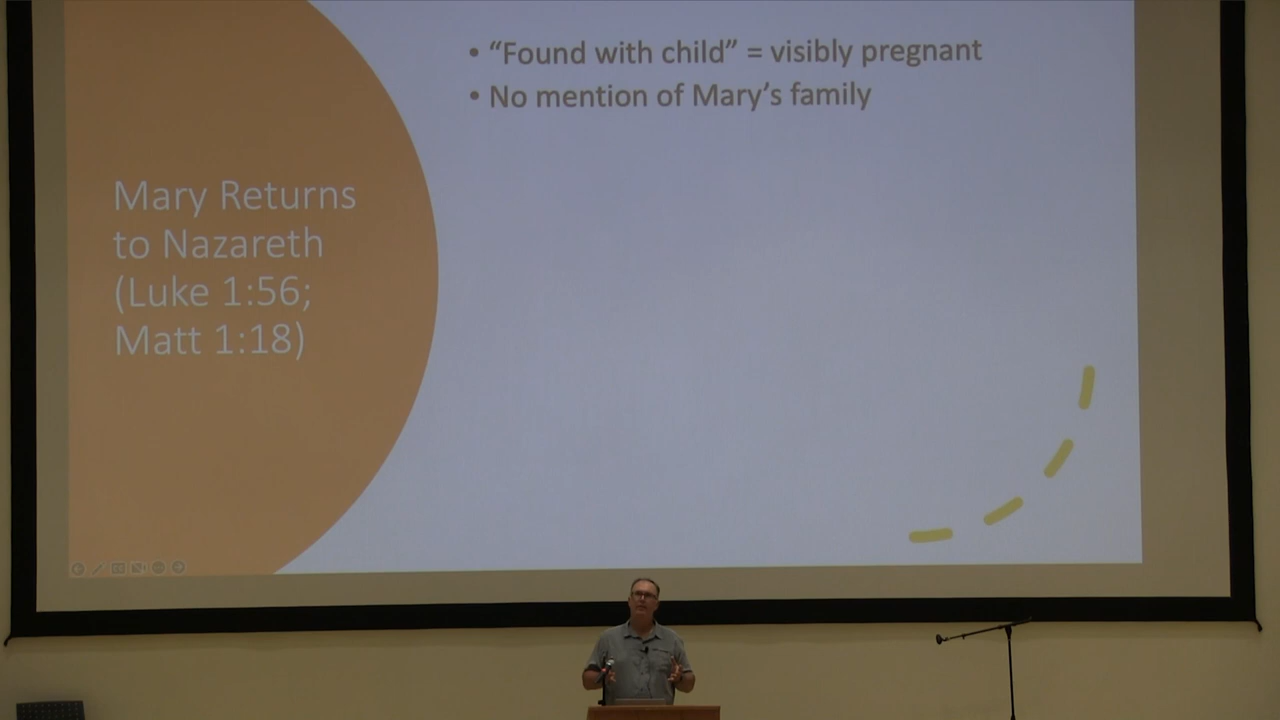 • “Found with child” = visibly pregnant
• No mention of Mary’s family
Mary Returns
to Nazareth
(Luke 1:56;
Matt 1:18)